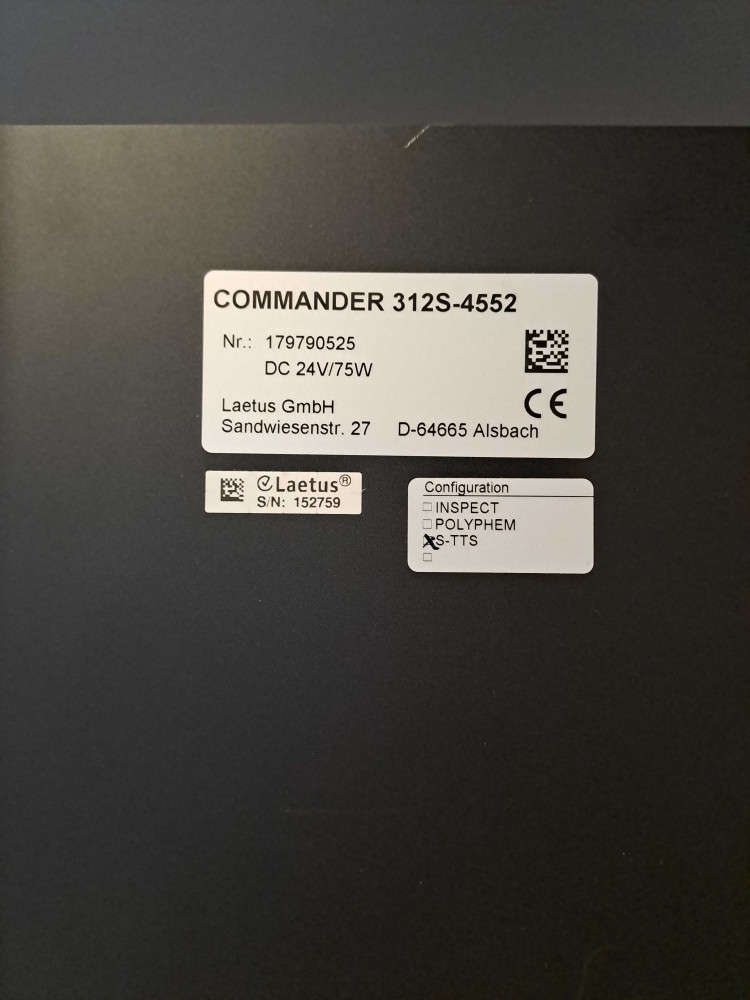 COMMANDER 312S-4552
Nr.: 179790525
DC 24V/75W
Laetus GmbH
Sandwiesenstr. 27 D-64665 Alsbach
CE
Laetus®
S/N: 152759
Configuration
INSPECT
POLYPHEM
S-TTS